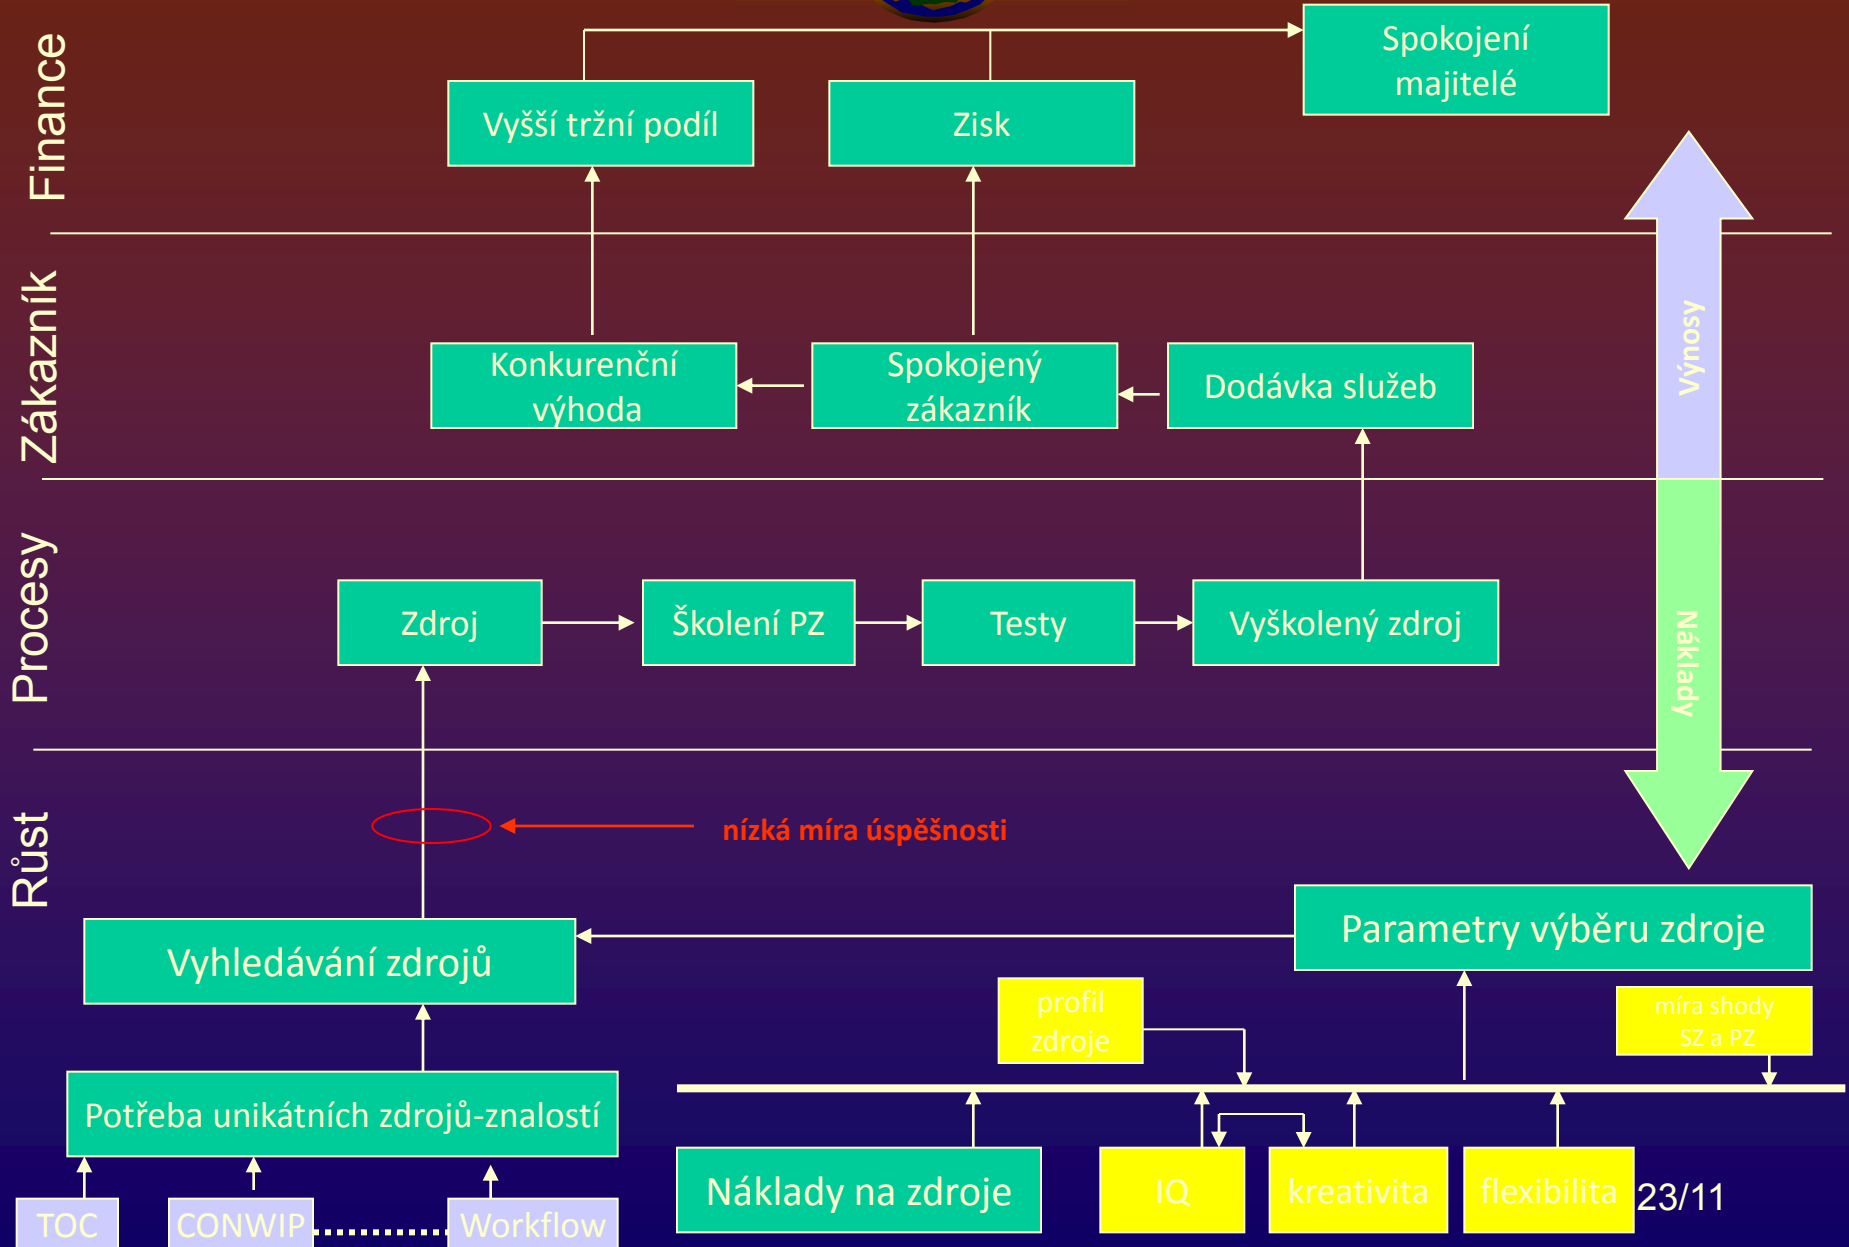 Finance
Spokojení
majitelé
Vyšší tržní podíl
Zisk
Zákazník
Konkurenční
výhoda
Spokojený
zákazník
Dodávka služeb
Výnosy
Procesy
Zdroj
Školení PZ
Testy
Vyškolený zdroj
Náklady
Růst
nízká míra úspěšnosti
Vyhledávání zdrojů
Parametry výběru zdroje
profil
zdroje
míra shody
SZ a PZ
Potřeba unikátních zdrojů-znalostí
Náklady na zdroje
IQ
kreativita
flexibilita
23/11
TOC
CONWIP
Workflow